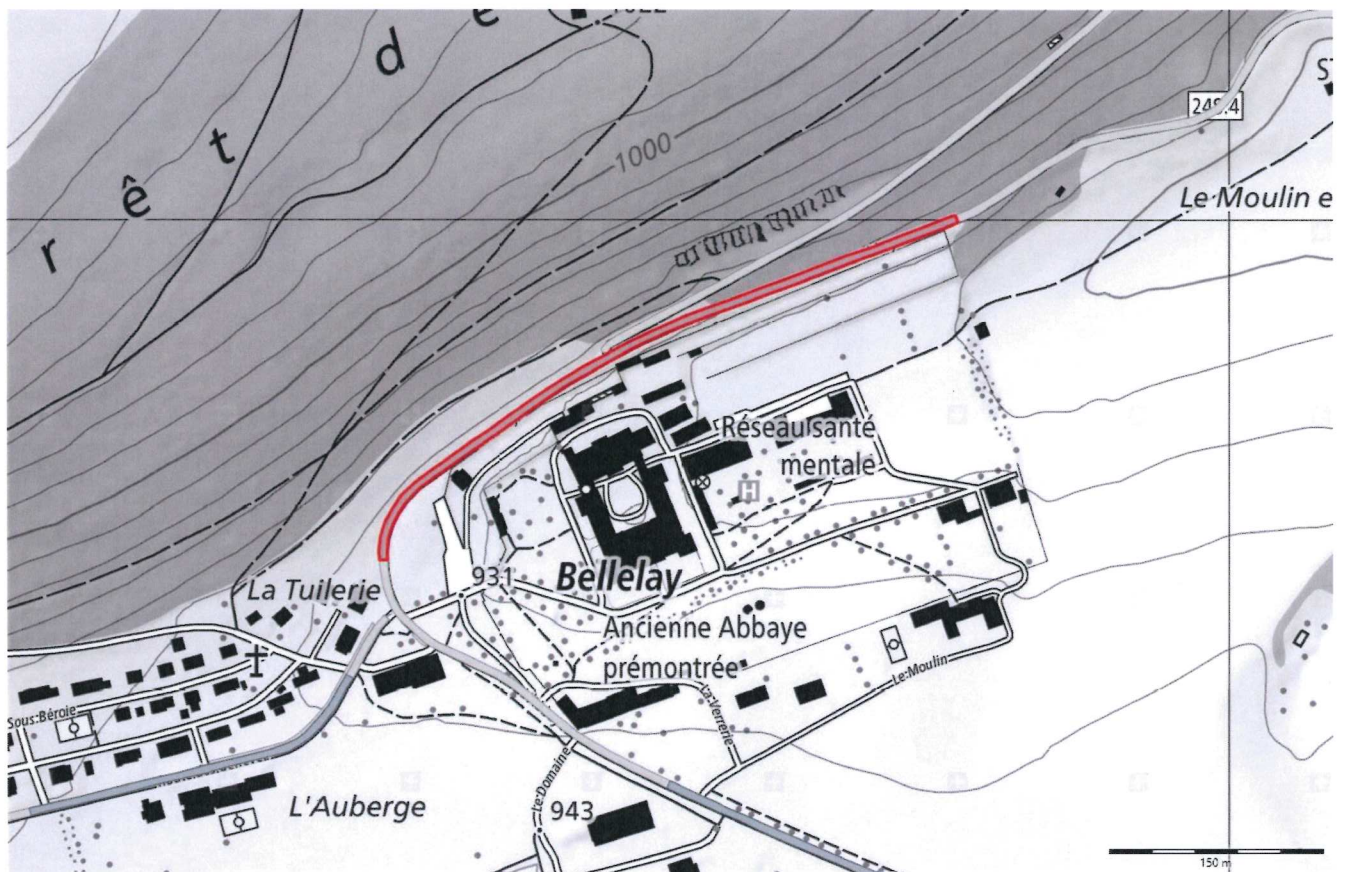 d
t
ê
r
1000
248.4
Le Moulin e
Réseau santé
mentale
H
931
Bellelay
La Tuilerie
Ancienne Abbaye
prémontrée
Le Moulin
La Verrerie
Sous-Béroie
Le Domaine
L'Auberge
943
150 m